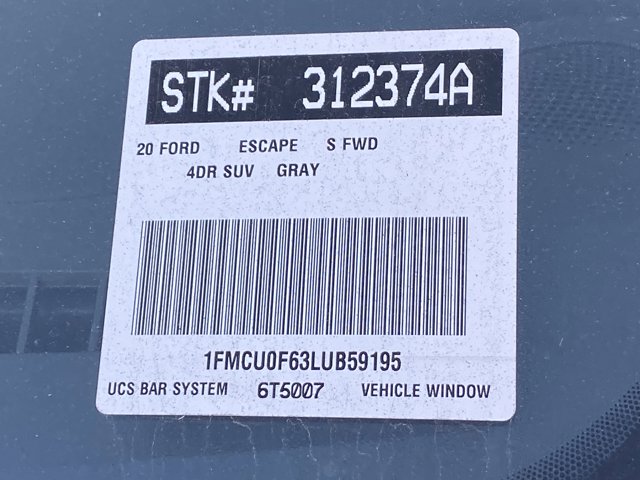 STK# 312374A
20 FORD ESCAPE S FWD
4DR SUV GRAY
1FMCU0F63LUB59195
UCS BAR SYSTEM 6T5007 VEHICLE WINDOW